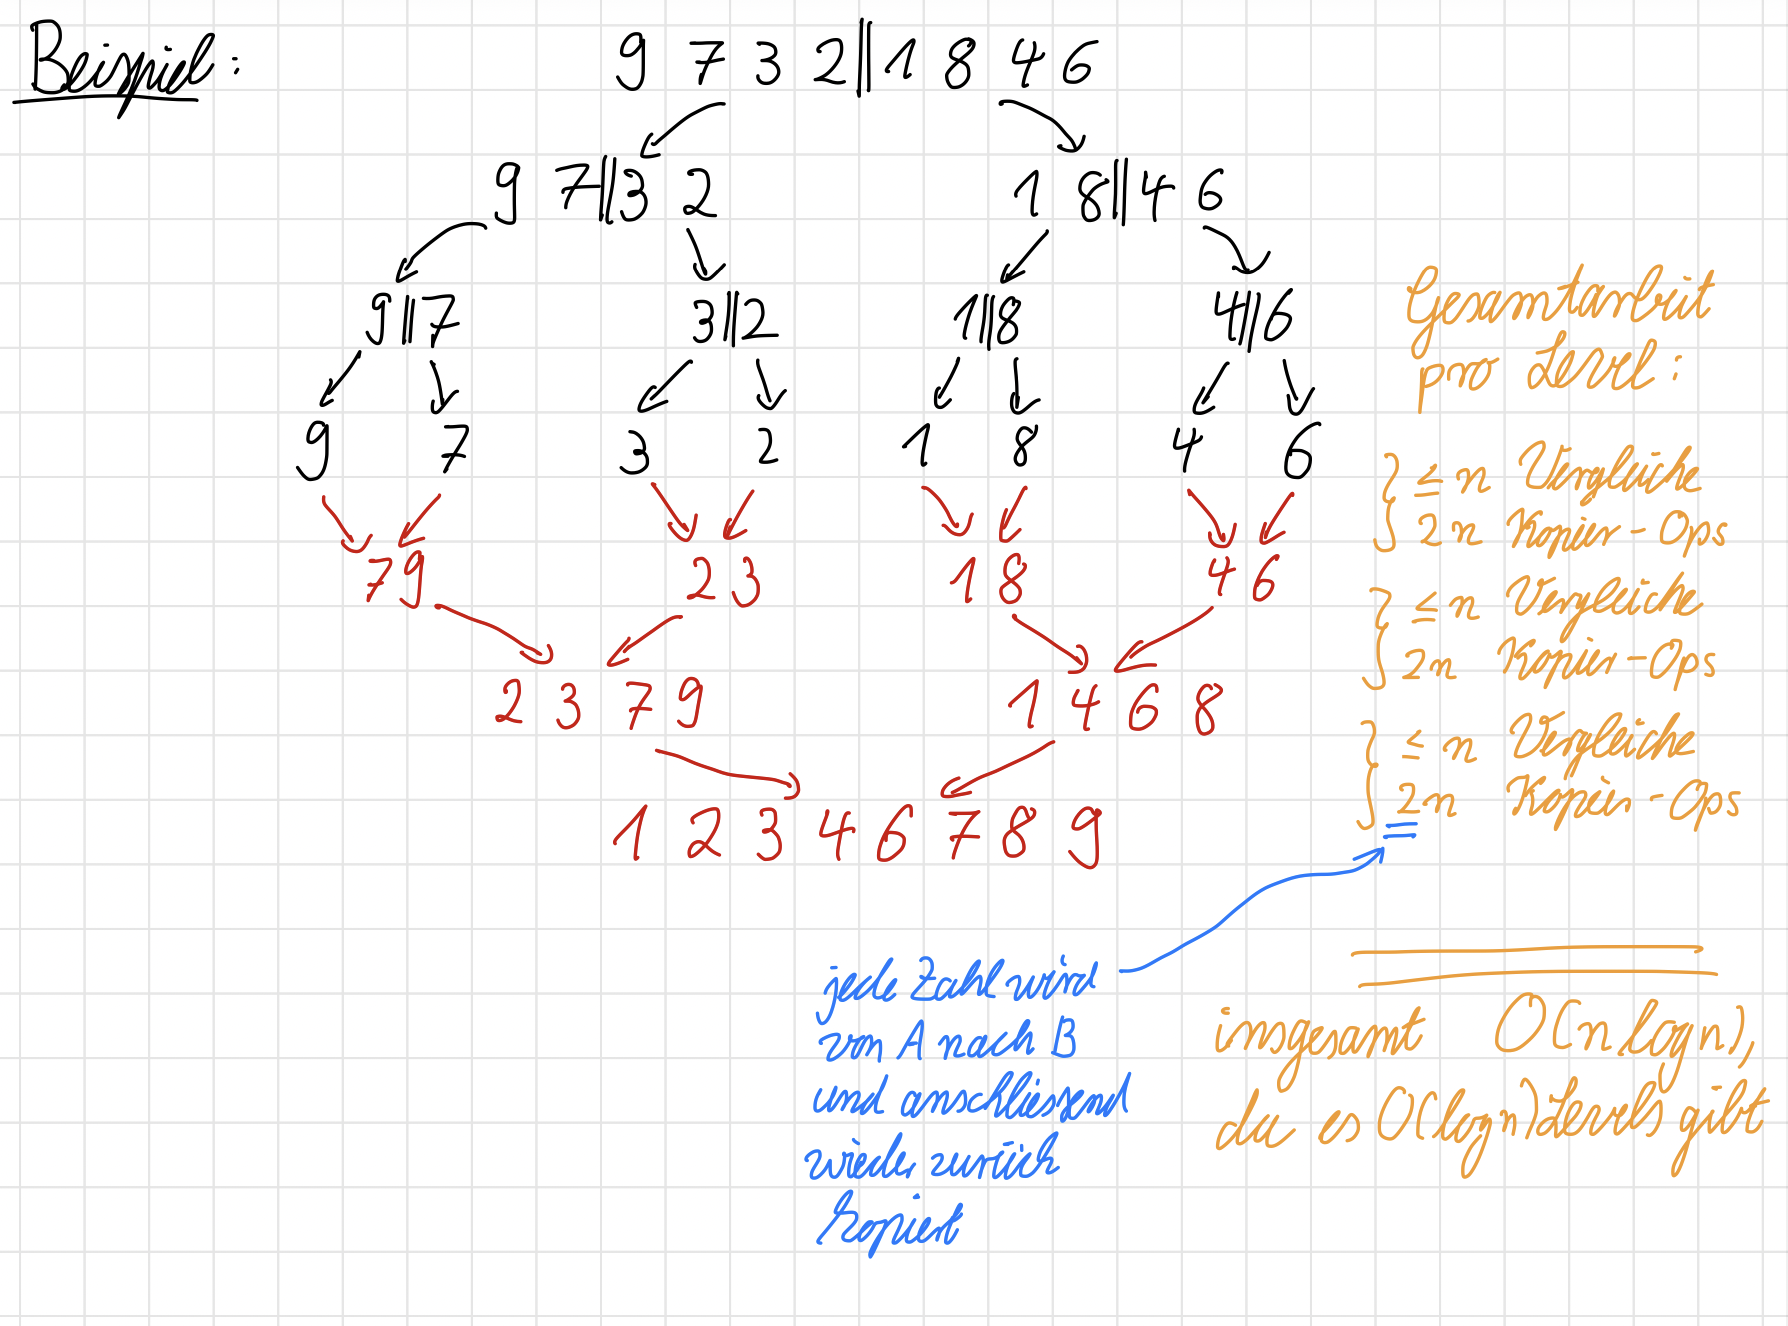 Beispiel: 9 7 3 2 || 1 8 4 6
9 7 || 3 2 1 8 || 4 6
9 || 7 3 || 2 1 || 8 4 || 6
9 7 3 2 1 8 4 6
7 9 2 3 1 8 4 6
2 3 7 9 1 4 6 8
1 2 3 4 6 7 8 9
Gesamtarbeit
pro Level:
} ≤ n Vergleiche
2n Kopier-Ops
} ≤ n Vergleiche
2n Kopier-Ops
} ≤ n Vergleiche
2n Kopier-Ops
jede Zahl wird
von A nach B
und anschliessend
wieder zurück
kopiert
insgesamt O(n log n),
da es O(log n) Levels gibt